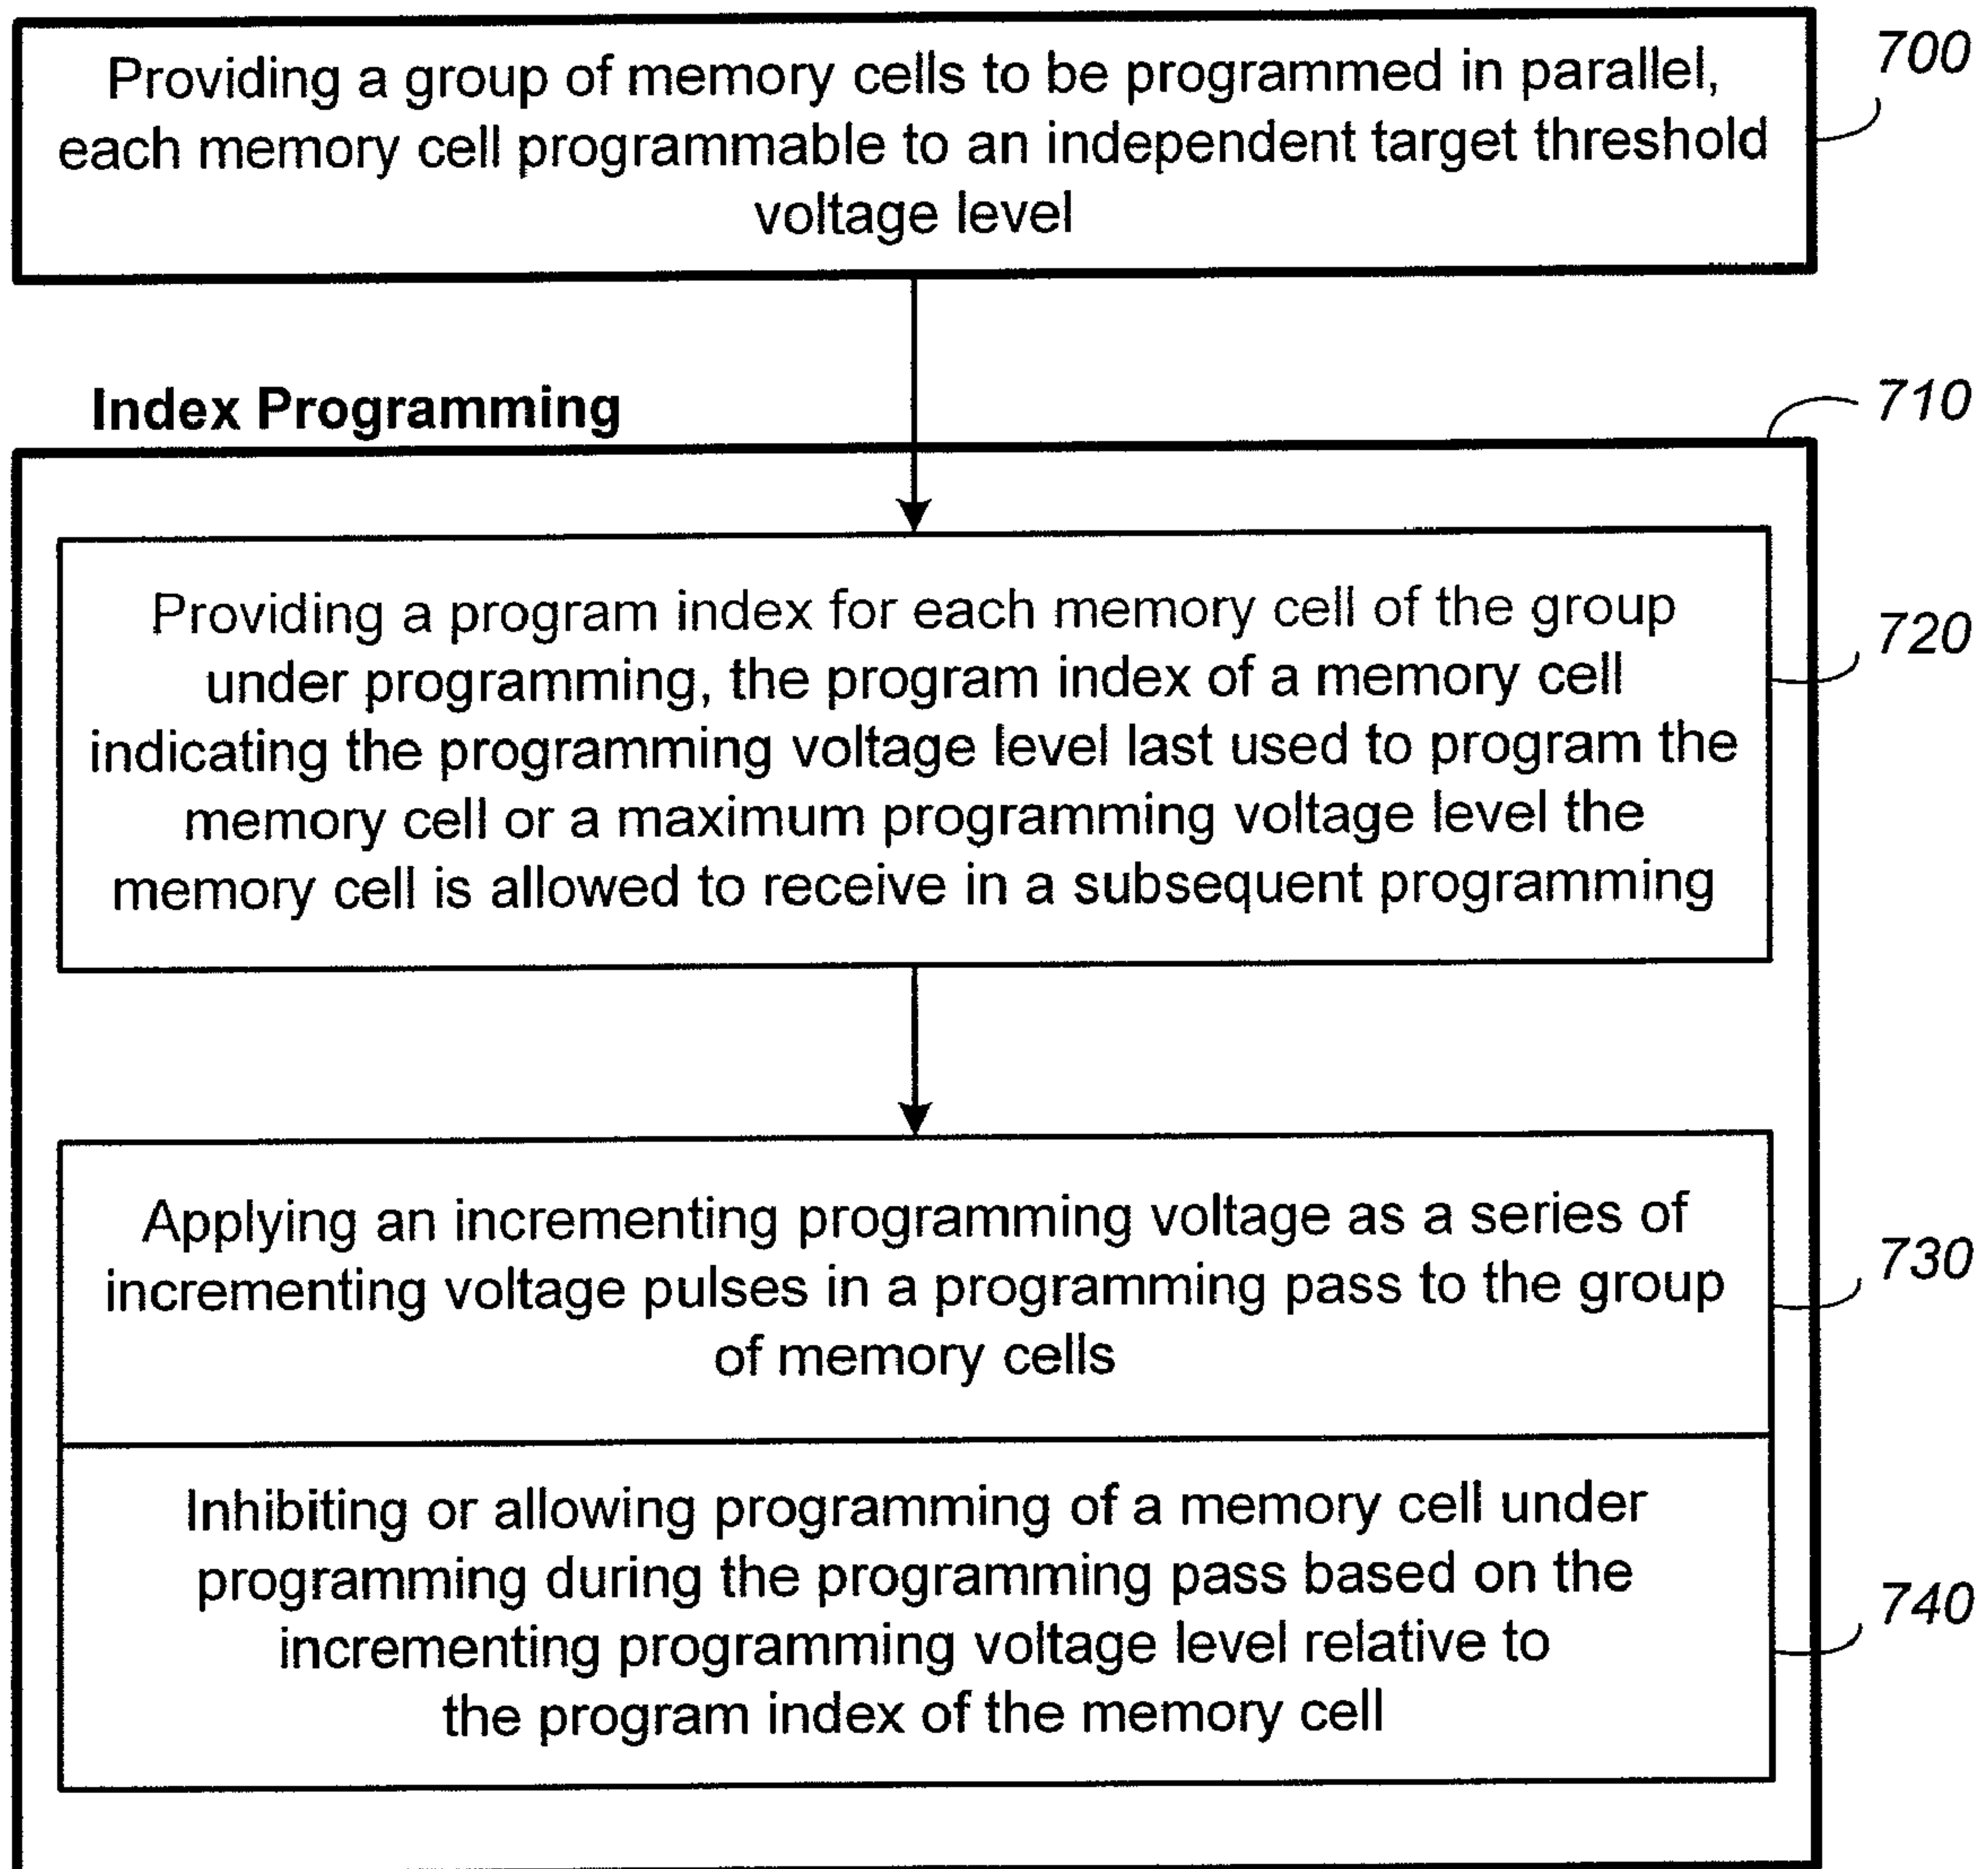 Providing a group of memory cells to be programmed in parallel,
each memory cell programmable to an independent target threshold
voltage level
700
Index Programming
710
Providing a program index for each memory cell of the group
under programming, the program index of a memory cell
indicating the programming voltage level last used to program the
memory cell or a maximum programming voltage level the
memory cell is allowed to receive in a subsequent programming
720
Applying an incrementing programming voltage as a series of
incrementing voltage pulses in a programming pass to the group
of memory cells
730
Inhibiting or allowing programming of a memory cell under
programming during the programming pass based on the
incrementing programming voltage level relative to
the program index of the memory cell
740